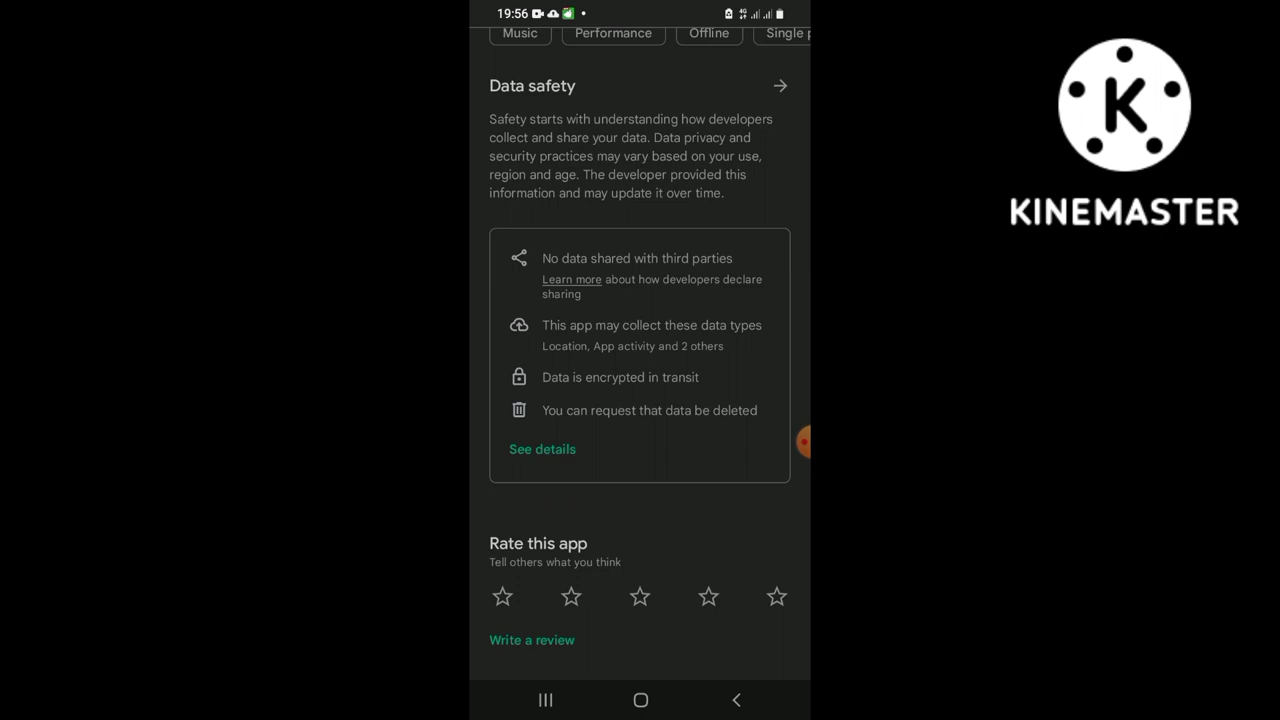 19:56
4G
Music Performance Offline Single p
Data safety
Safety starts with understanding how developers
collect and share your data. Data privacy and
security practices may vary based on your use,
region and age. The developer provided this
information and may update it over time.
No data shared with third parties
Learn more about how developers declare
sharing
This app may collect these data types
Location, App activity and 2 others
Data is encrypted in transit
You can request that data be deleted
See details
Rate this app
Tell others what you think
Write a review
K
KINEMASTER